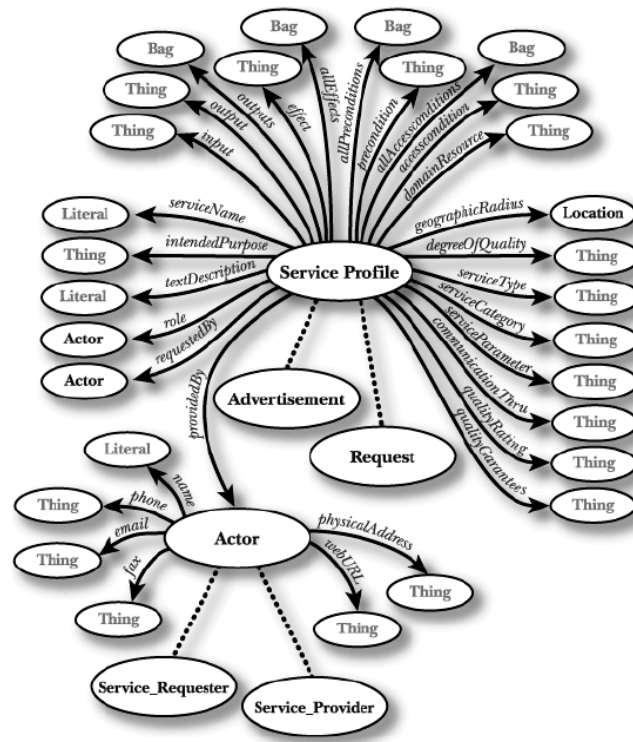 Bag
Bag
Bag
Bag
Thing
Thing
Thing
Thing
Thing
Thing
input
output
outputs
effect
allEffects
allPreconditions
precondition
allAccessconditions
accesscondition
domainResource
Literal
serviceName
geographicRadius
Location
Thing
intendedPurpose
degreeOfQuality
Thing
Service Profile
Literal
textDescription
serviceType
Thing
Actor
role
serviceCategory
Thing
Actor
requestedBy
serviceParameter
Thing
communicationThru
Thing
qualityRating
Thing
qualityGarantees
Thing
providedBy
Advertisement
Request
Literal
name
Thing
phone
Thing
email
Actor
physicalAddress
Thing
fax
Thing
webURL
Thing
Service_Requester
Service_Provider